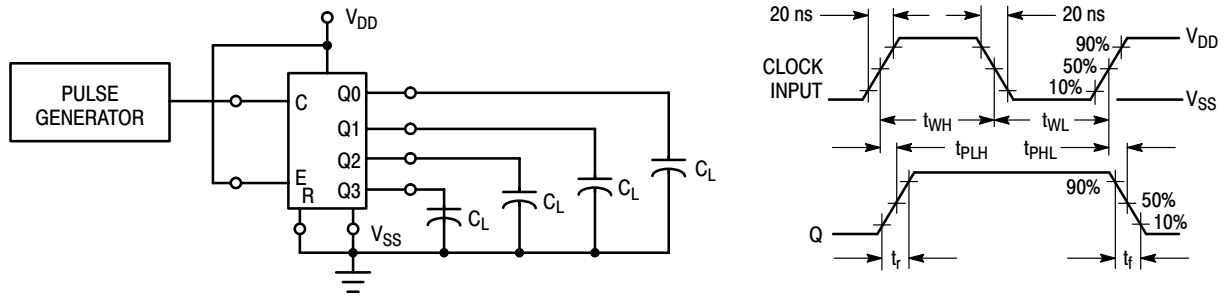 V_DD
PULSE
GENERATOR
C
E
R
Q0
Q1
Q2
Q3
V_SS
C_L
C_L
C_L
C_L
20 ns
20 ns
CLOCK
INPUT
90%
50%
10%
V_DD
V_SS
t_WH
t_WL
t_PLH
t_PHL
Q
90%
50%
10%
t_r
t_f